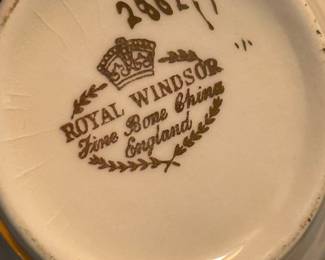 ROYAL WINDSOR
Fine Bone China
England